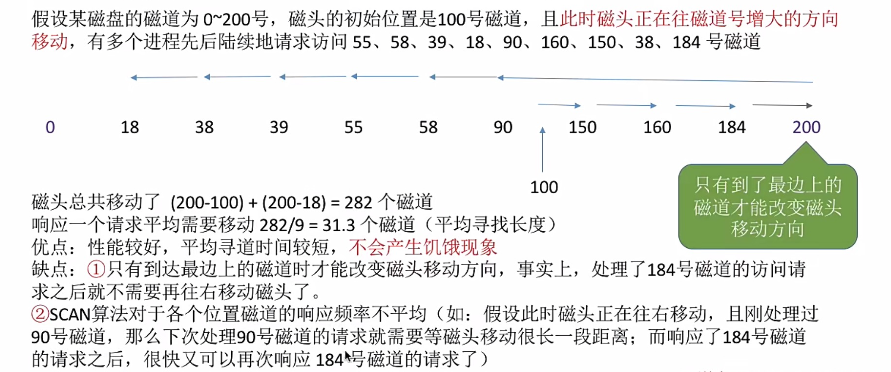 假设某磁盘的磁道为 0~200号，磁头的初始位置是100号磁道，且此时磁头正在往磁道号增大的方向
移动，有多个进程先后陆续地请求访问 55、58、39、18、90、160、150、38、184 号磁道
0 18 38 39 55 58 90 150 160 184 200
100
只有到了最边上的
磁道才能改变磁头
移动方向
磁头总共移动了 (200-100) + (200-18) = 282 个磁道
响应一个请求平均需要移动 282/9 = 31.3 个磁道（平均寻找长度）
优点：性能较好，平均寻道时间较短，不会产生饥饿现象
缺点：①只有到达最边上的磁道时才能改变磁头移动方向，事实上，处理了184号磁道的访问请
求之后就不需要再往右移动磁头了。
②SCAN算法对于各个位置磁道的响应频率不平均（如：假设此时磁头正在往右移动，且刚处理过
90号磁道，那么下次处理90号磁道的请求就需要等磁头移动很长一段距离；而响应了184号磁道
的请求之后，很快又可以再次响应 184号磁道的请求了）